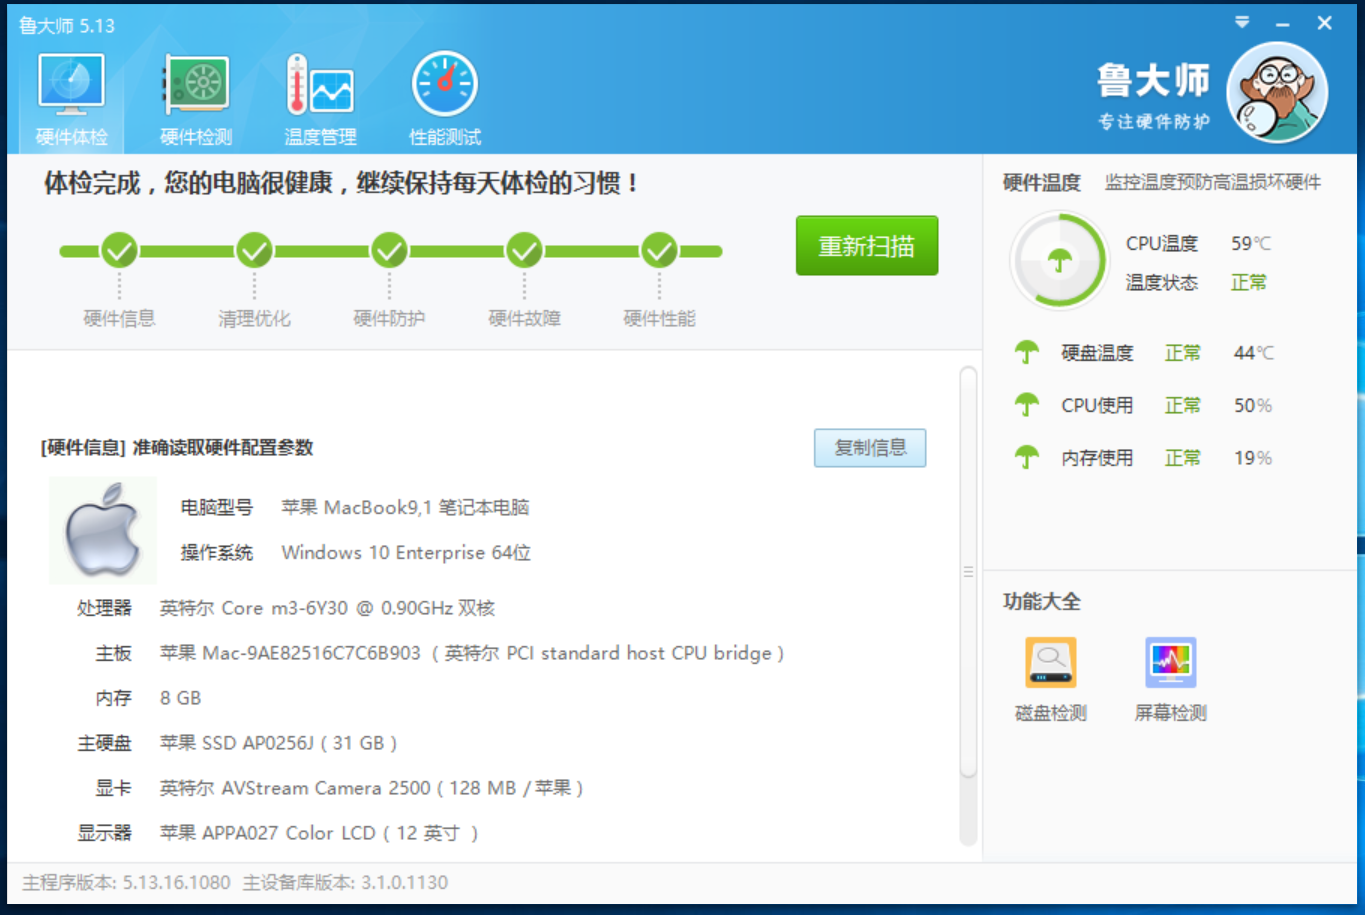 鲁大师 5.13
硬件体检 硬件检测 温度管理 性能测试
鲁大师
专注硬件防护
体检完成，您的电脑很健康，继续保持每天体检的习惯！
重新扫描
硬件信息 清理优化 硬件防护 硬件故障 硬件性能
[硬件信息] 准确读取硬件配置参数
复制信息
电脑型号 苹果 MacBook9,1 笔记本电脑
操作系统 Windows 10 Enterprise 64位
处理器 英特尔 Core m3-6Y30 @ 0.90GHz 双核
主板 苹果 Mac-9AE82516C7C6B903 ( 英特尔 PCI standard host CPU bridge )
内存 8 GB
主硬盘 苹果 SSD AP0256J ( 31 GB )
显卡 英特尔 AVStream Camera 2500 ( 128 MB / 苹果 )
显示器 苹果 APPA027 Color LCD ( 12 英寸 )
硬件温度 监控温度预防高温损坏硬件
CPU温度 59℃
温度状态 正常
硬盘温度 正常 44℃
CPU使用 正常 50%
内存使用 正常 19%
功能大全
磁盘检测 屏幕检测
主程序版本: 5.13.16.1080 主设备库版本: 3.1.0.1130